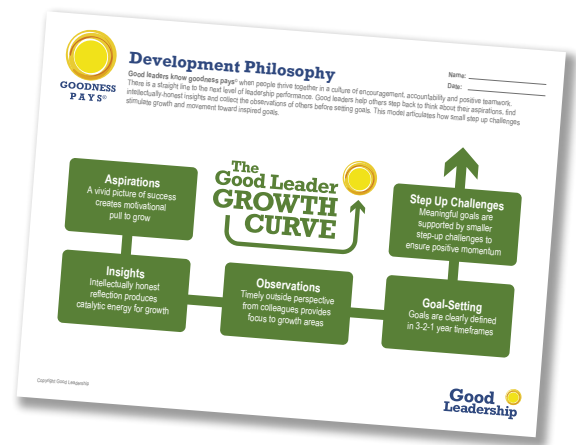 GOODNESS
PAYS®
Development Philosophy
Name:
Date:
Good leaders know goodness pays® when people thrive together in a culture of encouragement, accountability and positive teamwork.
There is a straight line to the next level of leadership performance. Good leaders help others step back to think about their aspirations, find
intellectually-honest insights and collect the observations of others before setting goals. This model articulates how small step up challenges
stimulate growth and movement toward inspired goals.
The
Good Leader
GROWTH
CURVE
Aspirations
A vivid picture of success
creates motivational
pull to grow
Insights
Intellectually honest
reflection produces
catalytic energy for growth
Observations
Timely outside perspective
from colleagues provides
focus to growth areas
Goal-Setting
Goals are clearly defined
in 3-2-1 year timeframes
Step Up Challenges
Meaningful goals are
supported by smaller
step-up challenges to
ensure positive momentum
Copyright Good Leadership
Good
Leadership